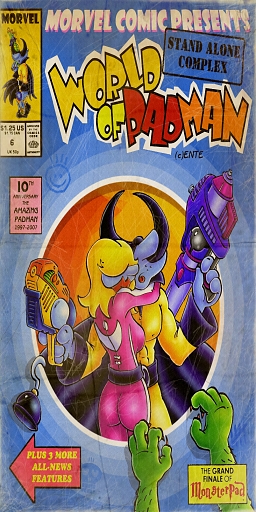 MORVEL COMIC PRESENTS
MORVEL
STAND ALONE
COMPLEX
WORLD
OF PADMAN
(c)ENTE
$1.25 US
6
10TH
ANNIVERSARY
THE
AMAZING
PADMAN
1997-2007
PLUS 3 MORE
ALL-NEWS
FEATURES
THE GRAND
FINALE OF
MonsterPad